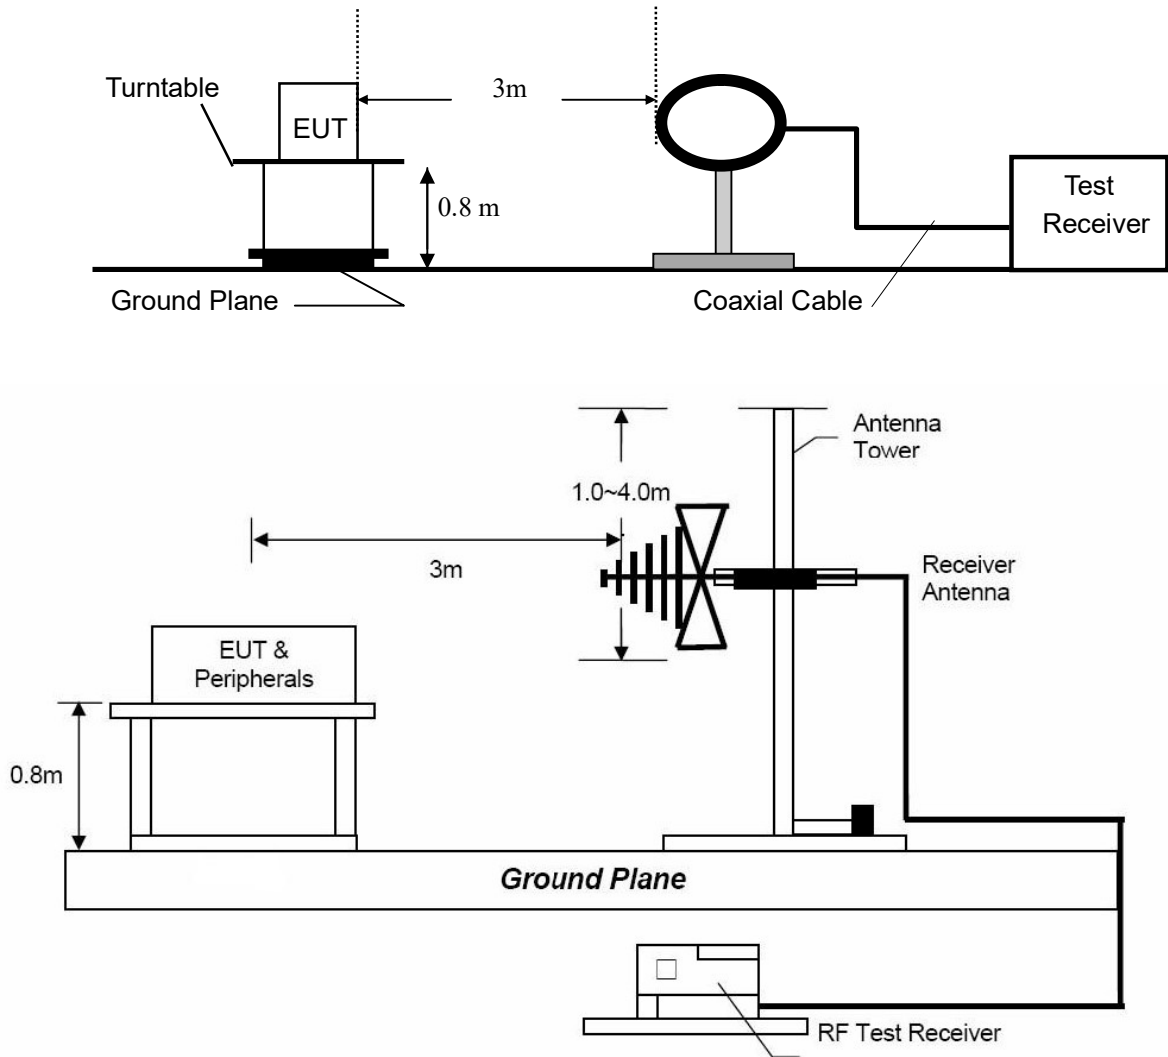 3m
Turntable
EUT
0.8 m
Test
Receiver
Ground Plane
Coaxial Cable
Antenna
Tower
1.0~4.0m
3m
Receiver
Antenna
EUT &
Peripherals
0.8m
Ground Plane
RF Test Receiver